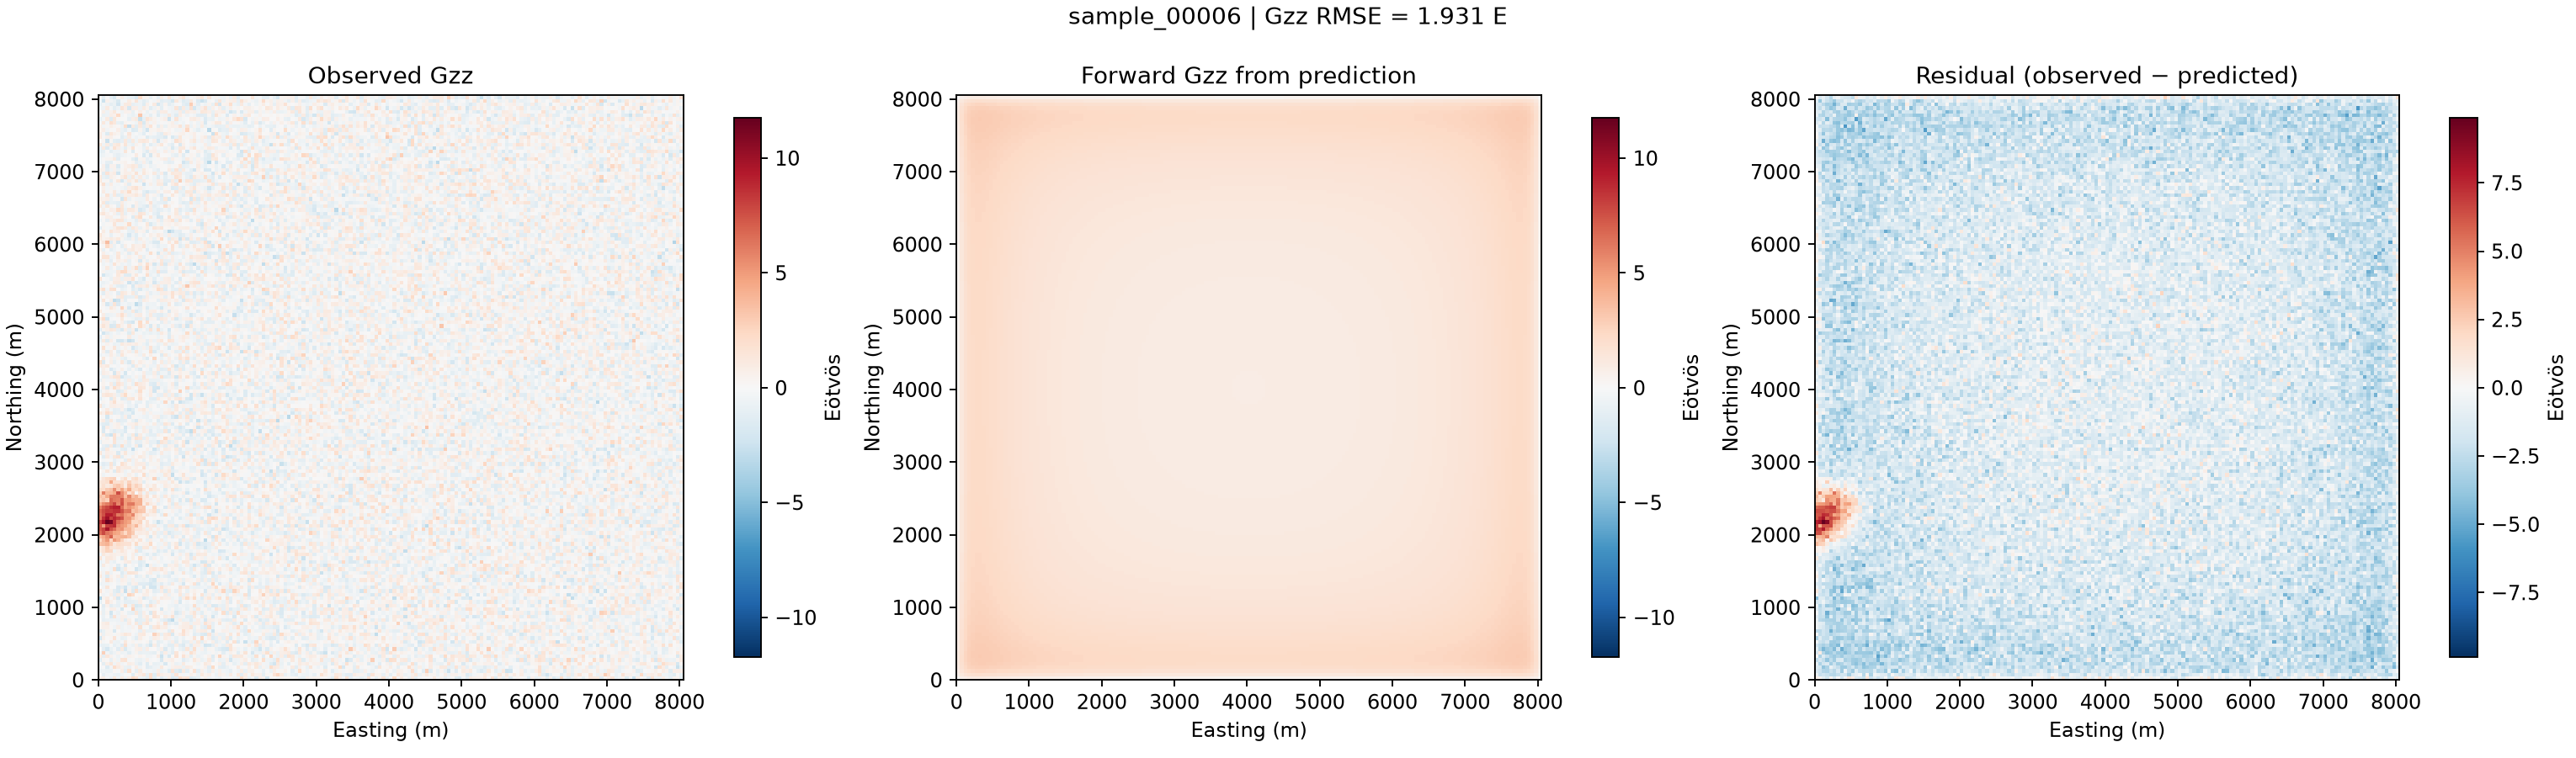 sample_00006 | Gzz RMSE = 1.931 E
Observed Gzz
8000
7000
6000
5000
4000
3000
2000
1000
0
Northing (m)
0 1000 2000 3000 4000 5000 6000 7000 8000
Easting (m)
10
5
0
−5
−10
Eötvös
Forward Gzz from prediction
8000
7000
6000
5000
4000
3000
2000
1000
0
Northing (m)
0 1000 2000 3000 4000 5000 6000 7000 8000
Easting (m)
10
5
0
−5
−10
Eötvös
Residual (observed − predicted)
8000
7000
6000
5000
4000
3000
2000
1000
0
Northing (m)
0 1000 2000 3000 4000 5000 6000 7000 8000
Easting (m)
7.5
5.0
2.5
0.0
−2.5
−5.0
−7.5
Eötvös